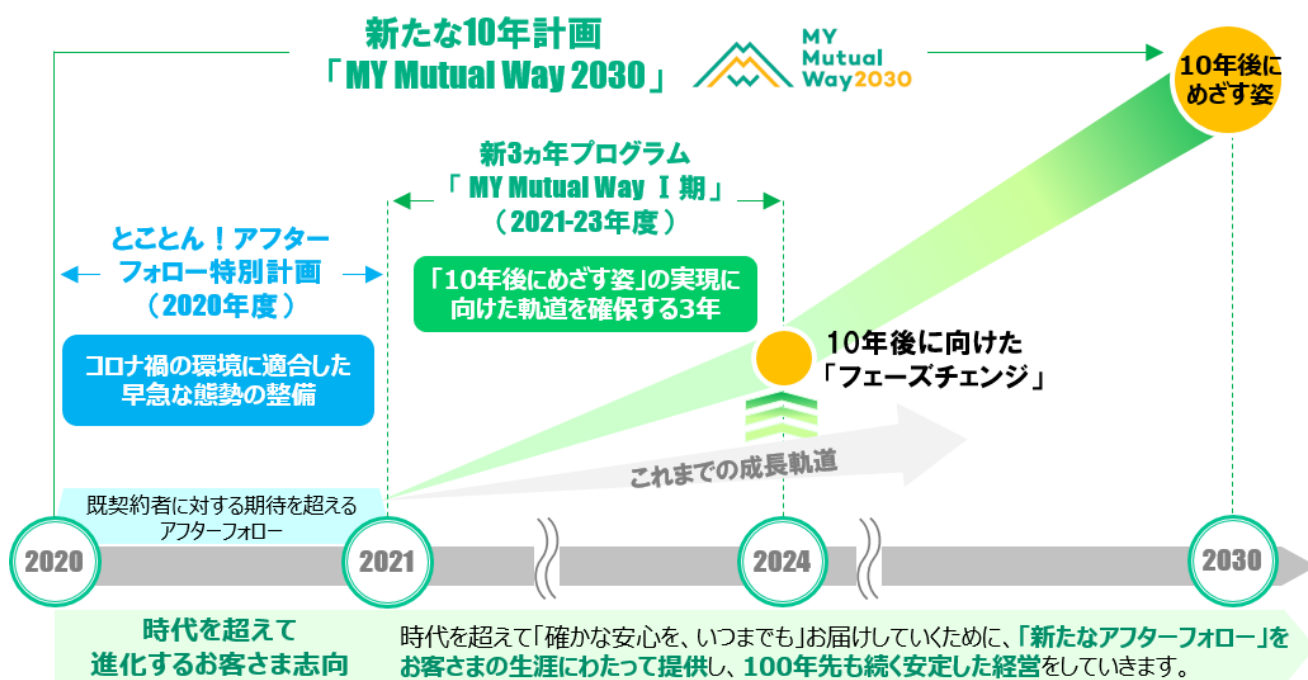 新たな10年計画
「MY Mutual Way 2030」
MY
Mutual
Way2030
10年後に
めざす姿
新3ヵ年プログラム
「 MY Mutual Way Ⅰ期」
(2021-23年度)
「10年後にめざす姿」の実現に
向けた軌道を確保する3年
とことん!アフター
フォロー特別計画
(2020年度)
コロナ禍の環境に適合した
早急な態勢の整備
10年後に向けた
「フェーズチェンジ」
これまでの成長軌道
既契約者に対する期待を超える
アフターフォロー
2020
2021
2024
2030
時代を超えて
進化するお客さま志向
時代を超えて「確かな安心を、いつまでも」お届けしていくために、「新たなアフターフォロー」を
お客さまの生涯にわたって提供し、100年先も続く安定した経営をしていきます。